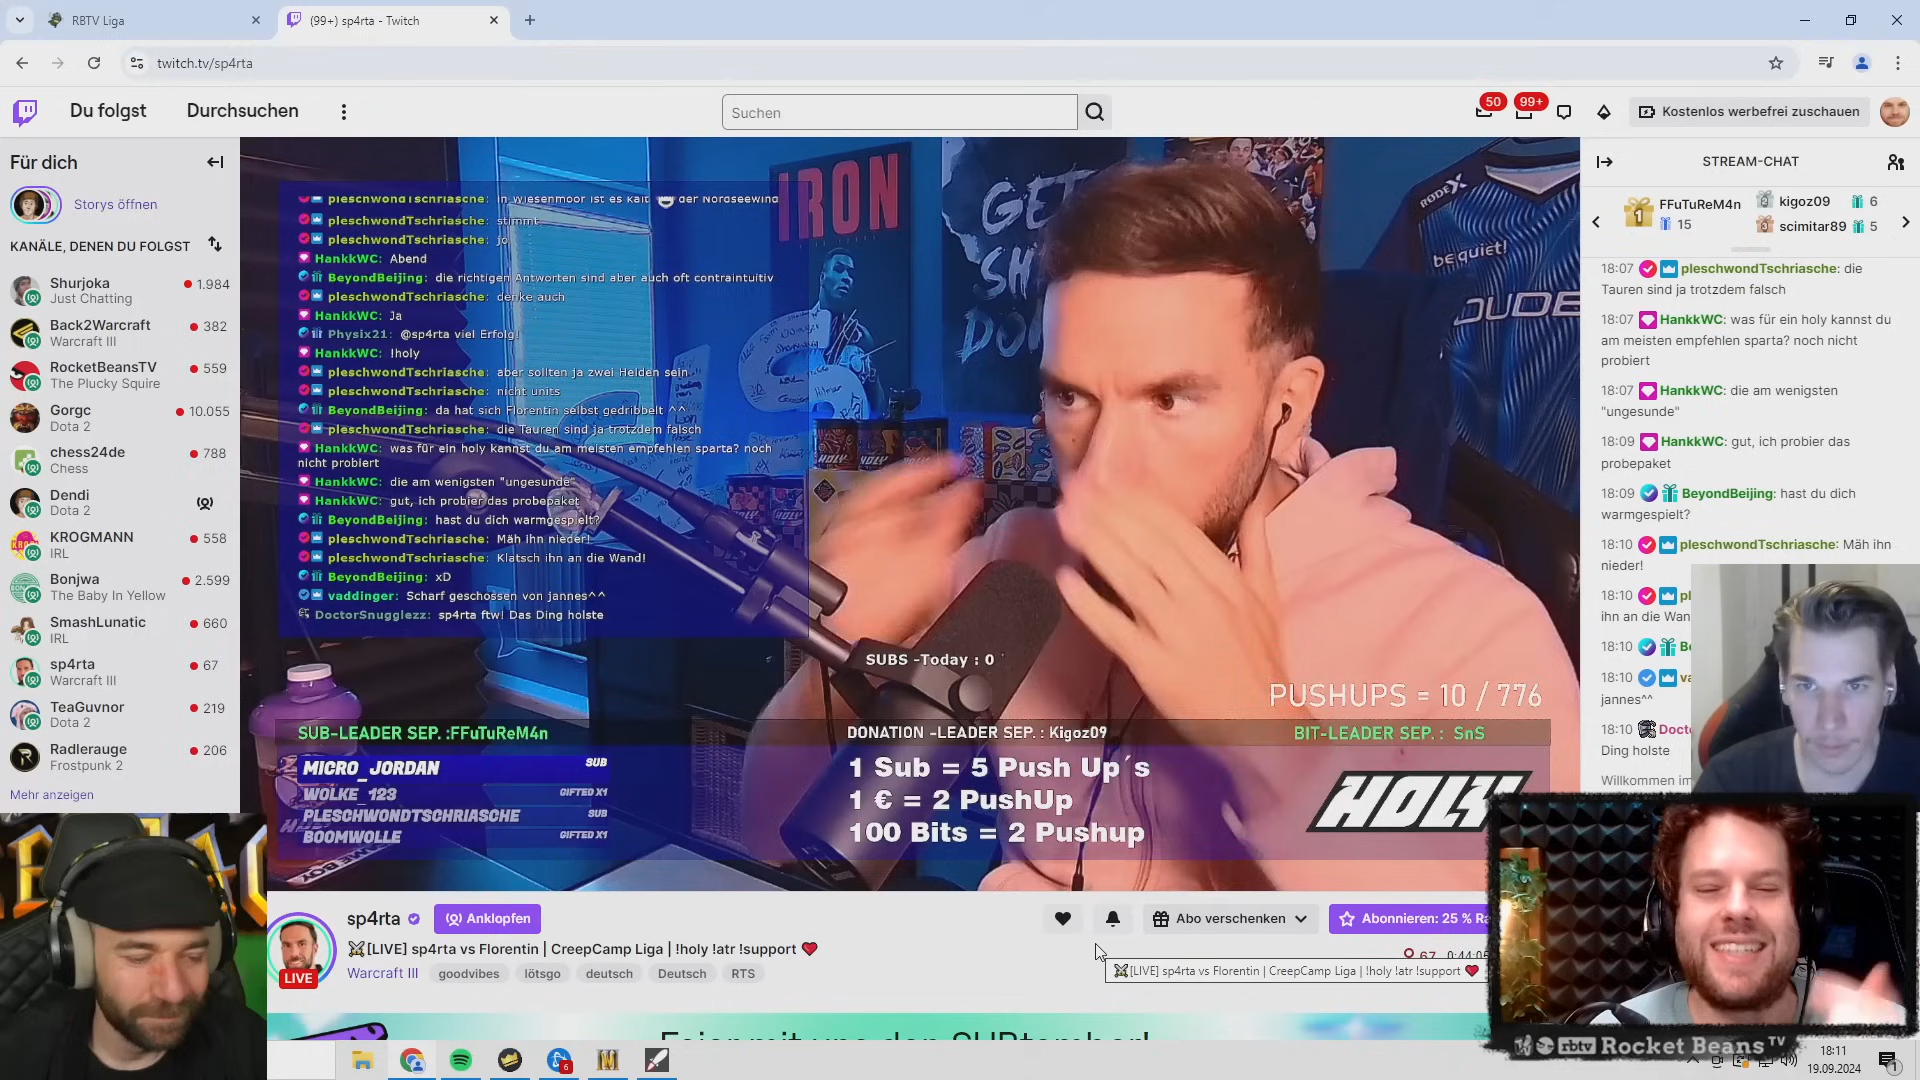 RBTV Liga
(99+) sp4rta - Twitch
twitch.tv/sp4rta
Du folgst
Durchsuchen
Suchen
50
99+
Kostenlos werbefrei zuschauen
Für dich
Storys öffnen
KANÄLE, DENEN DU FOLGST
Shurjoka
1.984
Just Chatting
Back2Warcraft
382
Warcraft III
RocketBeansTV
559
The Plucky Squire
Gorgc
10.055
Dota 2
chess24de
788
Chess
Dendi
Dota 2
KROGMANN
558
IRL
Bonjwa
2.599
The Baby In Yellow
SmashLunatic
660
IRL
sp4rta
67
Warcraft III
TeaGuvnor
219
Dota 2
Radlerauge
206
Frostpunk 2
Mehr anzeigen
pleschwondTschriasche: in Wiesenmoor ist es kalt der Nordseewind
pleschwondTschriasche: stimmt
pleschwondTschriasche: jo
HankkWC: Abend
BeyondBeijing: die richtigen Antworten sind aber auch oft contraintuitiv
pleschwondTschriasche: denke auch
HankkWC: Ja
Physix21: @sp4rta viel Erfolg!
HankkWC: !holy
pleschwondTschriasche: aber sollten ja zwei Helden sein
pleschwondTschriasche: nicht units
BeyondBeijing: da hat sich Florentin selbst gedribbelt ^^
pleschwondTschriasche: die Tauren sind ja trotzdem falsch
HankkWC: was für ein holy kannst du am meisten empfehlen sparta? noch
nicht probiert
HankkWC: die am wenigsten "ungesunde"
HankkWC: gut, ich probier das probepaket
BeyondBeijing: hast du dich warmgespielt?
pleschwondTschriasche: Mäh ihn nieder!
pleschwondTschriasche: Klatsch ihn an die Wand!
BeyondBeijing: xD
vaddinger: Scharf geschossen von jannes^^
DoctorSnugglezz: sp4rta ftw! Das Ding holste
IRON
GET
be quiet!
SUBS -Today : 0
PUSHUPS = 10 / 776
SUB-LEADER SEP. :FFuTuReM4n
DONATION -LEADER SEP. : Kigoz09
BIT-LEADER SEP. : SnS
MICRO_JORDAN
SUB
WOLKE_123
GIFTED X1
PLESCHWONDTSCHRIASCHE
SUB
BOOMWOLLE
GIFTED X1
1 Sub = 5 Push Up´s
1 € = 2 PushUp
100 Bits = 2 Pushup
HOLY
sp4rta
Anklopfen
Abo verschenken
Abonnieren: 25 %
[LIVE] sp4rta vs Florentin | CreepCamp Liga | !holy !atr !support
LIVE
Warcraft III
goodvibes
lötsgo
deutsch
Deutsch
RTS
67
[LIVE] sp4rta vs Florentin | CreepCamp Liga | !holy !atr !support
STREAM-CHAT
1
FFuTuReM4n
15
kigoz09
6
scimitar89
5
18:07 pleschwondTschriasche: die
Tauren sind ja trotzdem falsch
18:07 HankkWC: was für ein holy kannst du
am meisten empfehlen sparta? noch nicht
probiert
18:07 HankkWC: die am wenigsten
"ungesunde"
18:09 HankkWC: gut, ich probier das
probepaket
18:09 BeyondBeijing: hast du dich
warmgespielt?
18:10 pleschwondTschriasche: Mäh ihn
nieder!
18:10
ihn an die
18:10
18:10
jannes^^
18:10
Ding holste
Willkommen im
rbtv Rocket Beans TV
6
18:11
19.09.2024
1